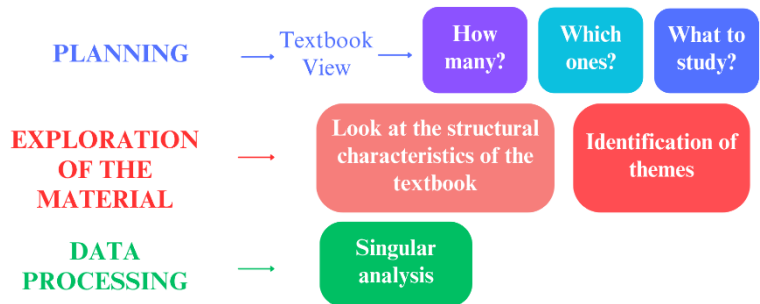 PLANNING
Textbook
View
How
many?
Which
ones?
What to
study?
EXPLORATION
OF THE
MATERIAL
Look at the structural
characteristics of the
textbook
Identification of
themes
DATA
PROCESSING
Singular
analysis